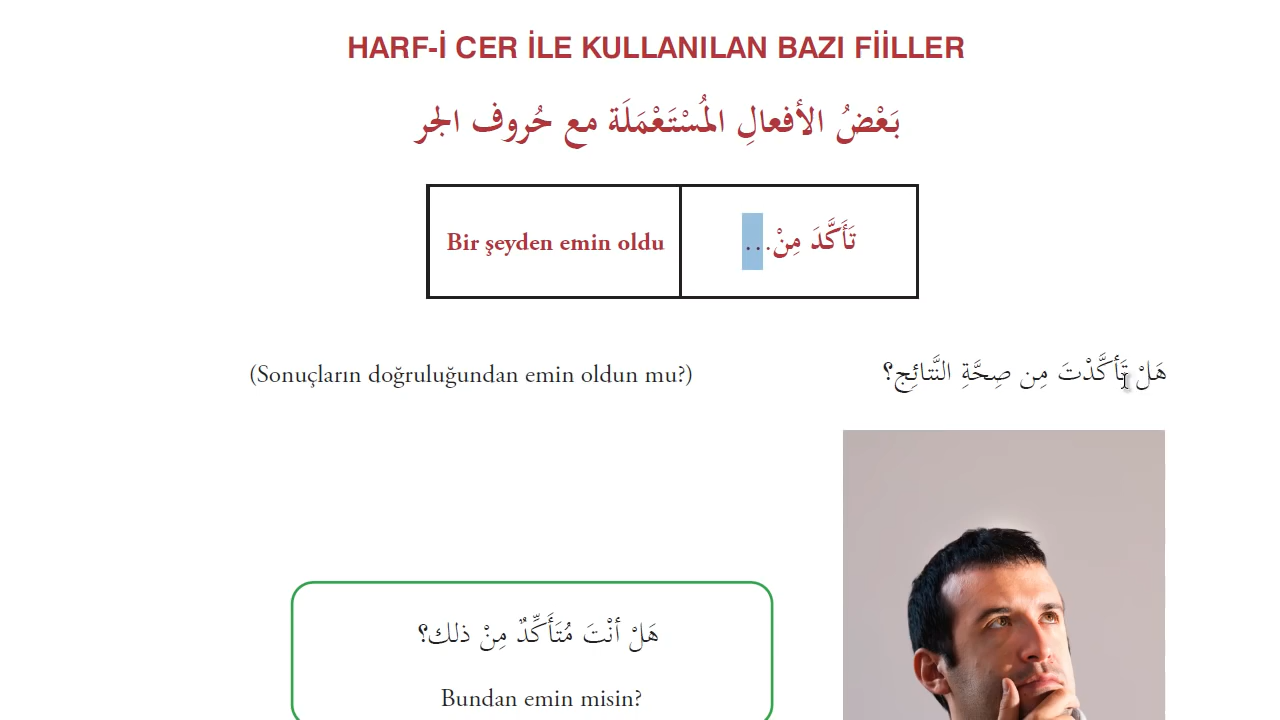 HARF-İ CER İLE KULLANILAN BAZI FİİLLER
بَعْضُ الأفعالِ المُسْتَعْمَلَة مع حُروف الجر
Bir şeyden emin oldu
تَأَكَّدَ مِنْ...
(Sonuçların doğruluğundan emin oldun mu?)
هَلْ تَأكَّدْتَ مِن صِحَّةِ النَّتائِج؟
هَلْ أنْتَ مُتَأَكِّدٌ مِنْ ذلك؟
Bundan emin misin?